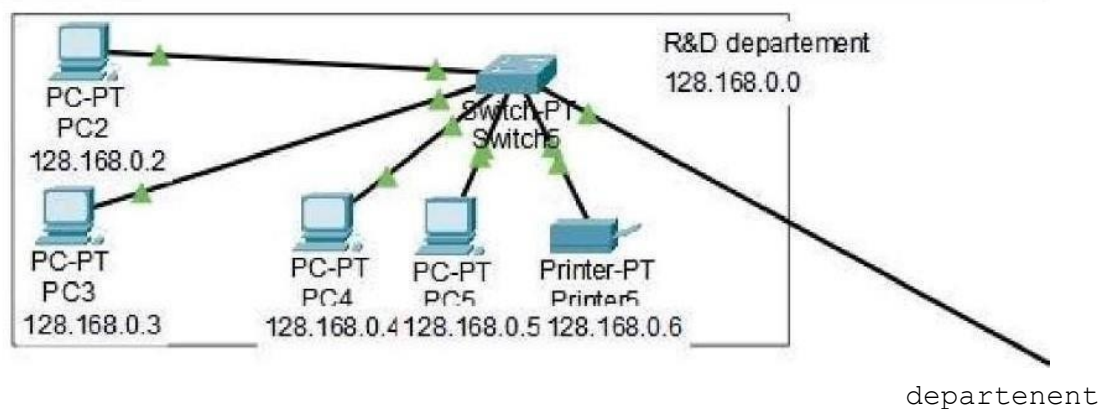 R&D departement
128.168.0.0
PC-PT
PC2
128.168.0.2
Switch-PT
Switch5
PC-PT
PC3
128.168.0.3
PC-PT
PC4
128.168.0.4
PC-PT
PC5
128.168.0.5
Printer-PT
Printer5
128.168.0.6
departenent